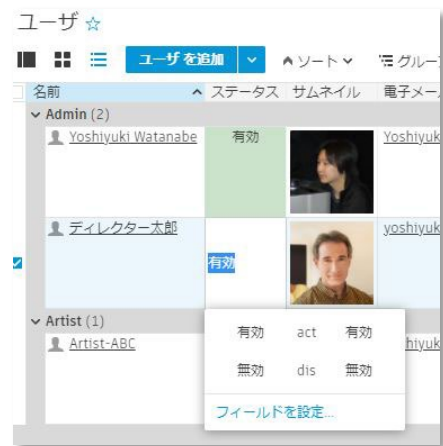 ユーザ ☆
ユーザ を追加 ソート グルー
名前 ステータス サムネイル 電子メー
Admin (2)
Yoshiyuki Watanabe 有効 Yoshiyuk
ディレクター太郎 有効 yoshiyuk
Artist (1)
Artist-ABC hiyuk
有効 act 有効
無効 dis 無効
フィールドを設定...